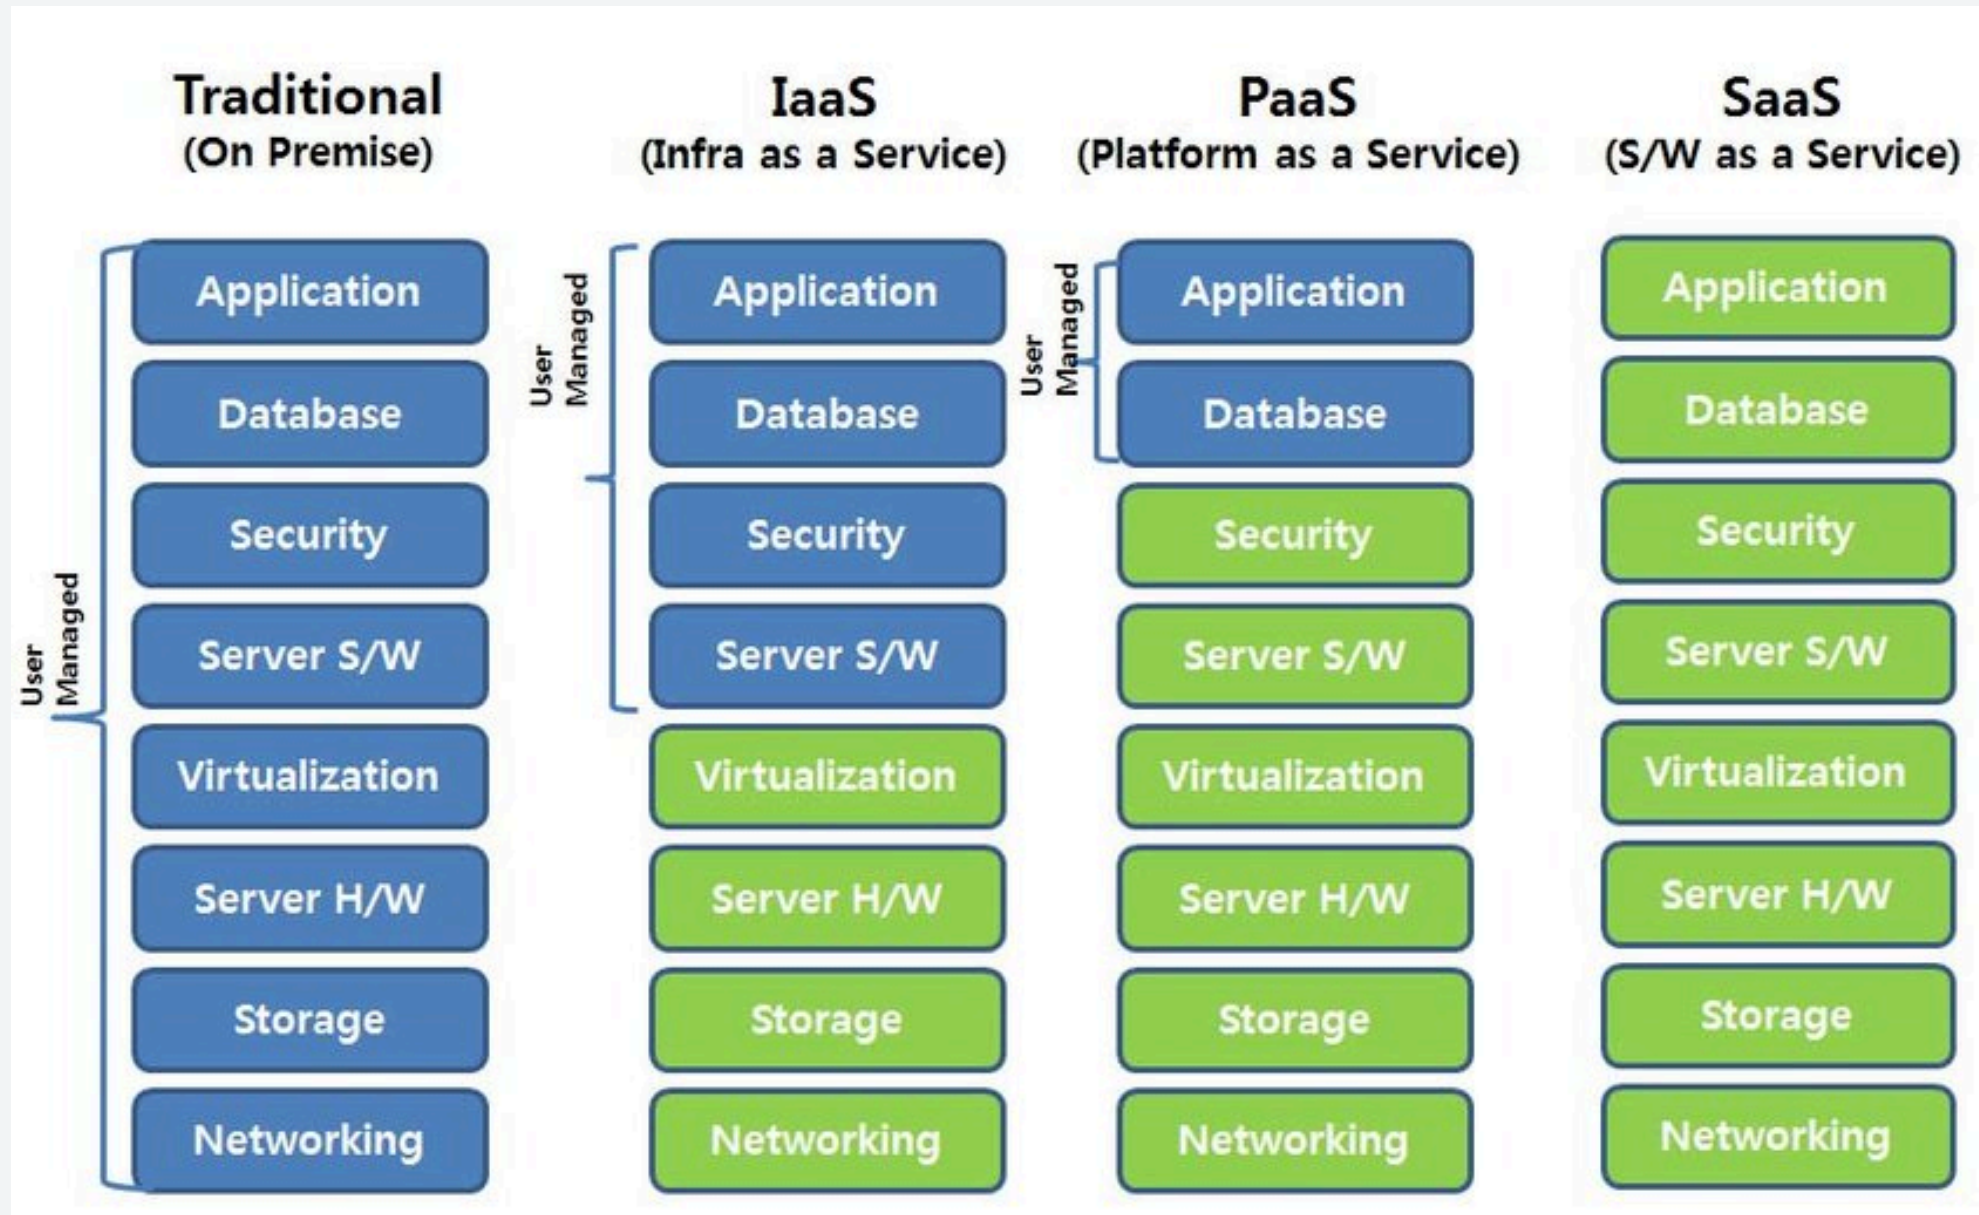 Traditional
(On Premise)
User
Managed
Application
Database
Security
Server S/W
Virtualization
Server H/W
Storage
Networking
IaaS
(Infra as a Service)
User
Managed
Application
Database
Security
Server S/W
Virtualization
Server H/W
Storage
Networking
PaaS
(Platform as a Service)
User
Managed
Application
Database
Security
Server S/W
Virtualization
Server H/W
Storage
Networking
SaaS
(S/W as a Service)
Application
Database
Security
Server S/W
Virtualization
Server H/W
Storage
Networking